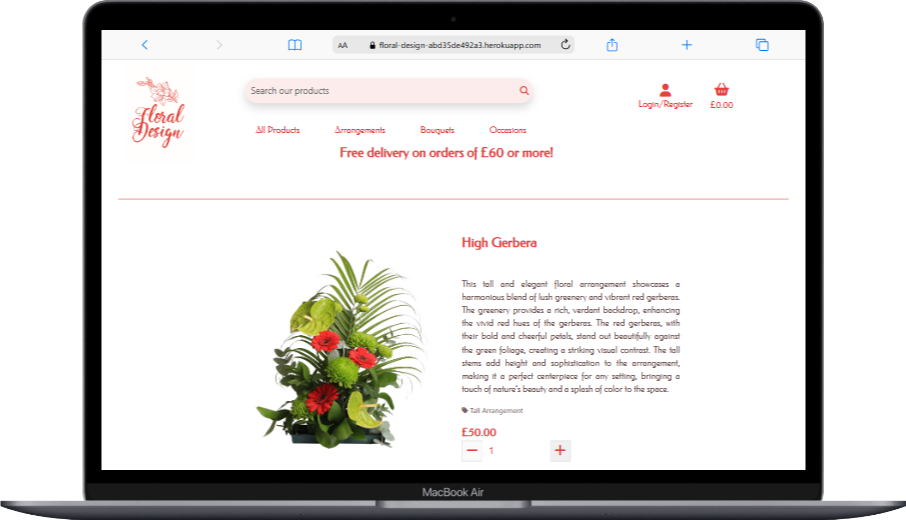 AA floral-design-abd35de492a3.herokuapp.com
Floral
Design
Search our products
Login/Register
£0.00
All Products Arrangements Bouquets Occasions
Free delivery on orders of £60 or more!
High Gerbera
This tall and elegant floral arrangement showcases a
harmonious blend of lush greenery and vibrant red gerberas.
The greenery provides a rich, verdant backdrop, enhancing
the vivid red hues of the gerberas. The red gerberas, with
their bold and cheerful petals, stand out beautifully against
the green foliage, creating a striking visual contrast. The tall
stems add height and sophistication to the arrangement,
making it a perfect centerpiece for any setting, bringing a
touch of nature's beauty and a splash of color to the space.
Tall Arrangement
£50.00
1
MacBook Air